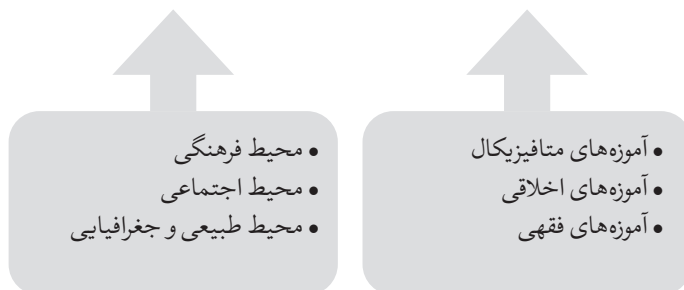 • آموزه‌های متافیزیکال
• آموزه‌های اخلاقی
• آموزه‌های فقهی
• محیط فرهنگی
• محیط اجتماعی
• محیط طبیعی و جغرافیایی